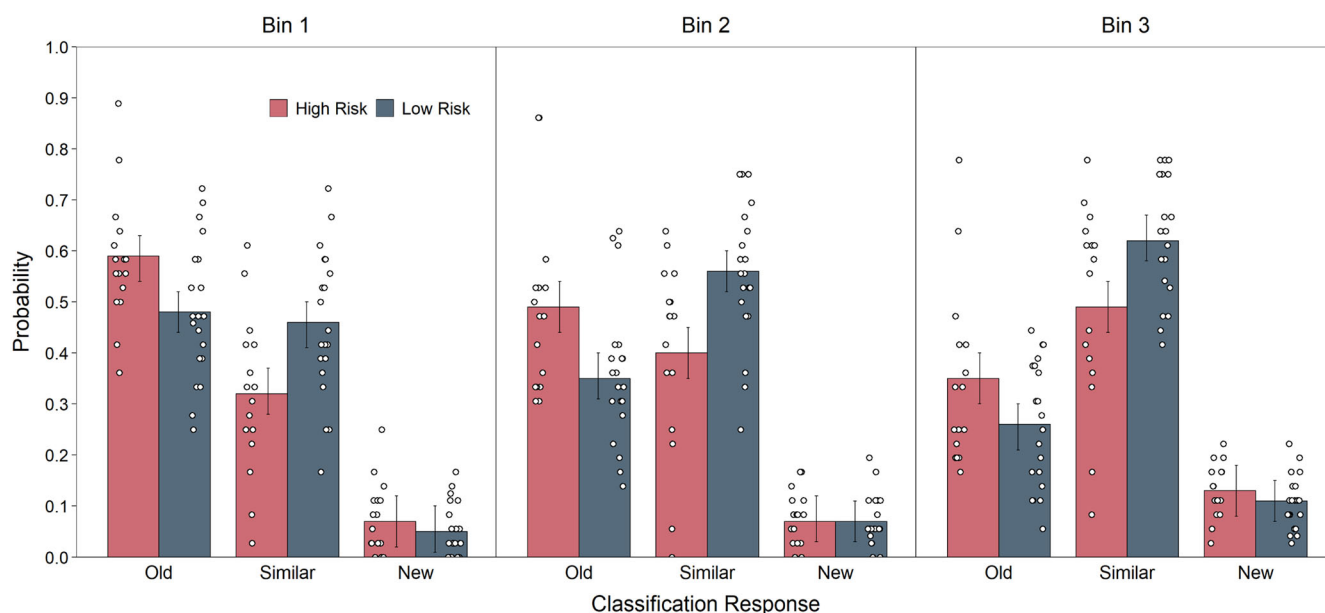 Bin 1 Bin 2 Bin 3
1.0
0.9
High Risk Low Risk
0.8
0.7
0.6
Probability
0.5
0.4
0.3
0.2
0.1
0.0
Old Similar New Old Similar New Old Similar New
Classification Response